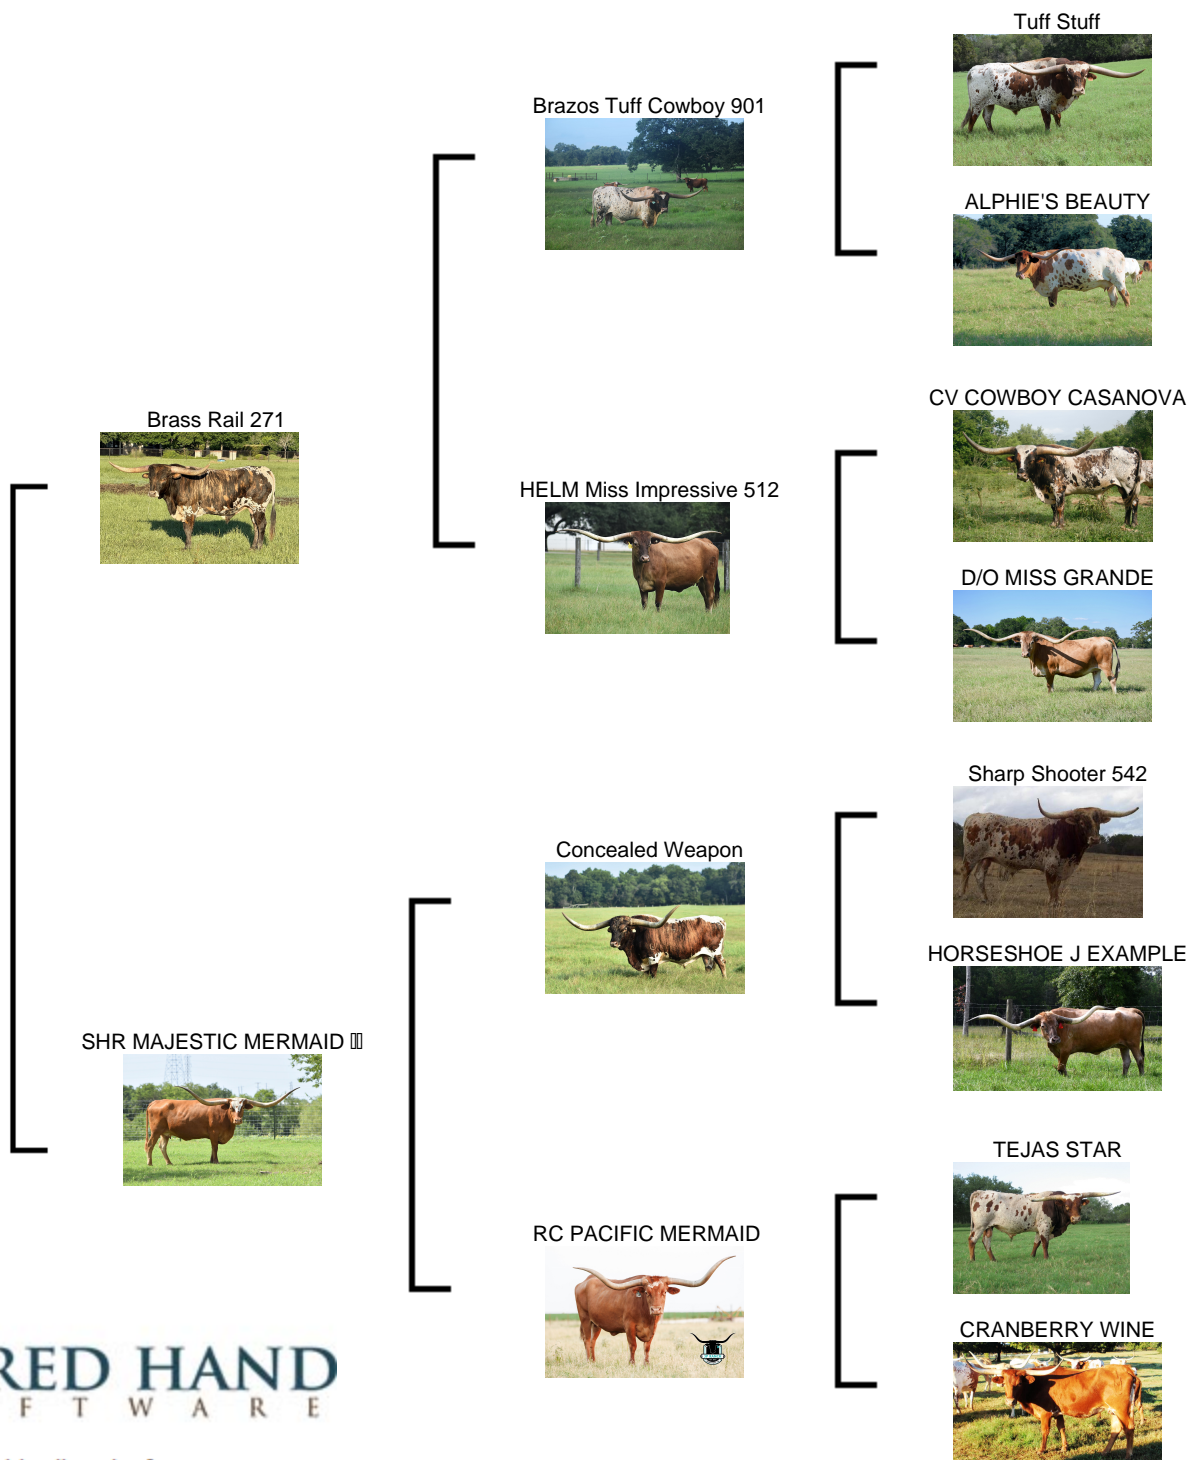 Tuff Stuff
Brazos Tuff Cowboy 901
ALPHIE'S BEAUTY
CV COWBOY CASANOVA
Brass Rail 271
HELM Miss Impressive 512
D/O MISS GRANDE
Sharp Shooter 542
Concealed Weapon
HORSESHOE J EXAMPLE
SHR MAJESTIC MERMAID
TEJAS STAR
RC PACIFIC MERMAID
CRANBERRY WINE
RED HAND
F T W A R E